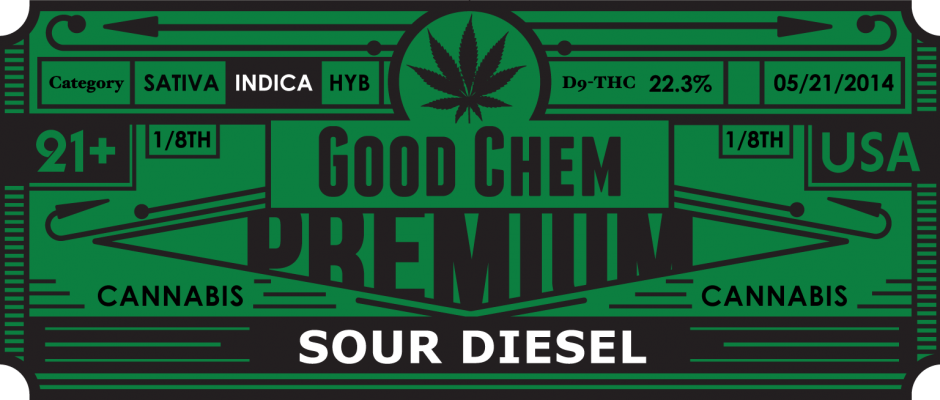 Category SATIVA INDICA HYB D9-THC 22.3% 05/21/2014
21+ 1/8TH 1/8TH USA
GOOD CHEM
PREMIUM
CANNABIS CANNABIS
SOUR DIESEL